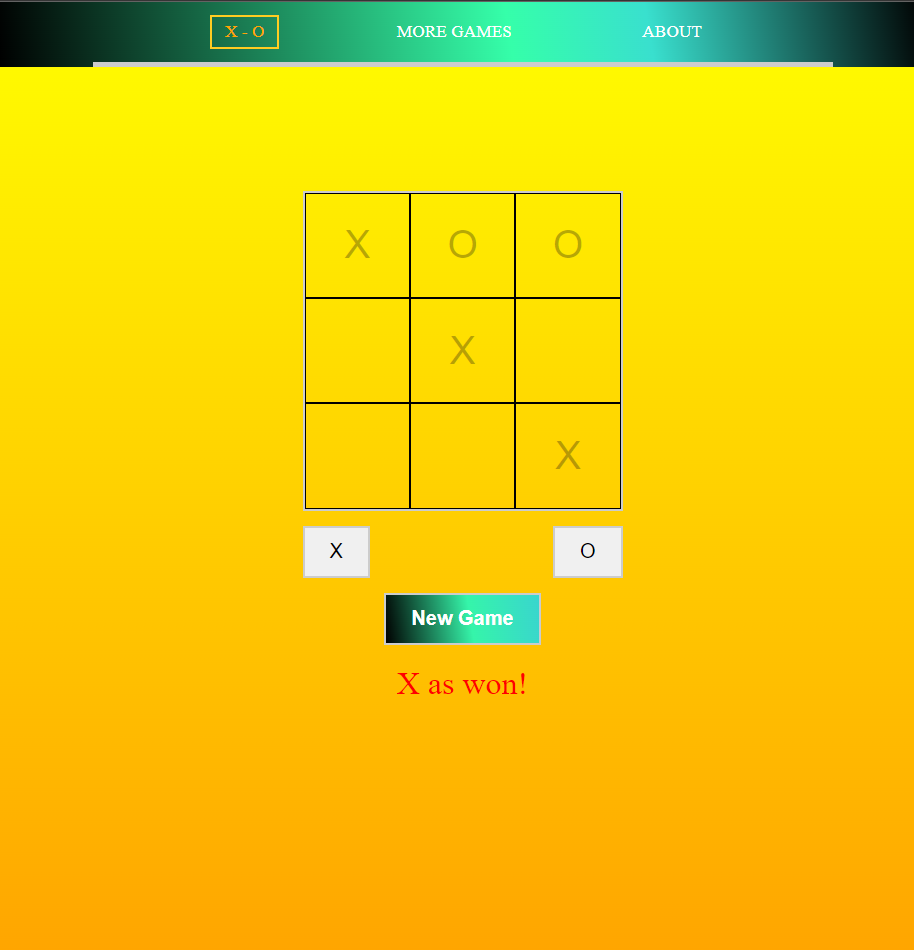 X - O MORE GAMES ABOUT
X O O
X
X
X O
New Game
X as won!